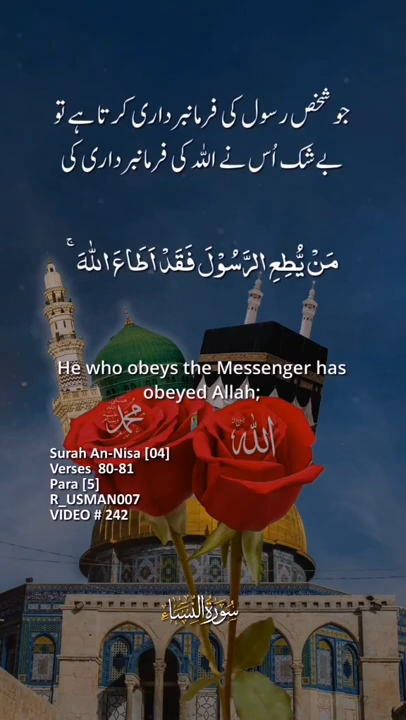 جو شخص رسول کی فرمانبرداری کرتا ہے تو
بے شک اُس نے اللہ کی فرمانبرداری کی
مَنْ يُّطِعِ الرَّسُوْلَ فَقَدْ اَطَاعَ اللّٰهَ ۚ
He who obeys the Messenger has
obeyed Allah;
محمد
الله
Surah An-Nisa [04]
Verses 80-81
Para [5]
R_USMAN007
VIDEO # 242
سُوْرَةُ النِّسَاء